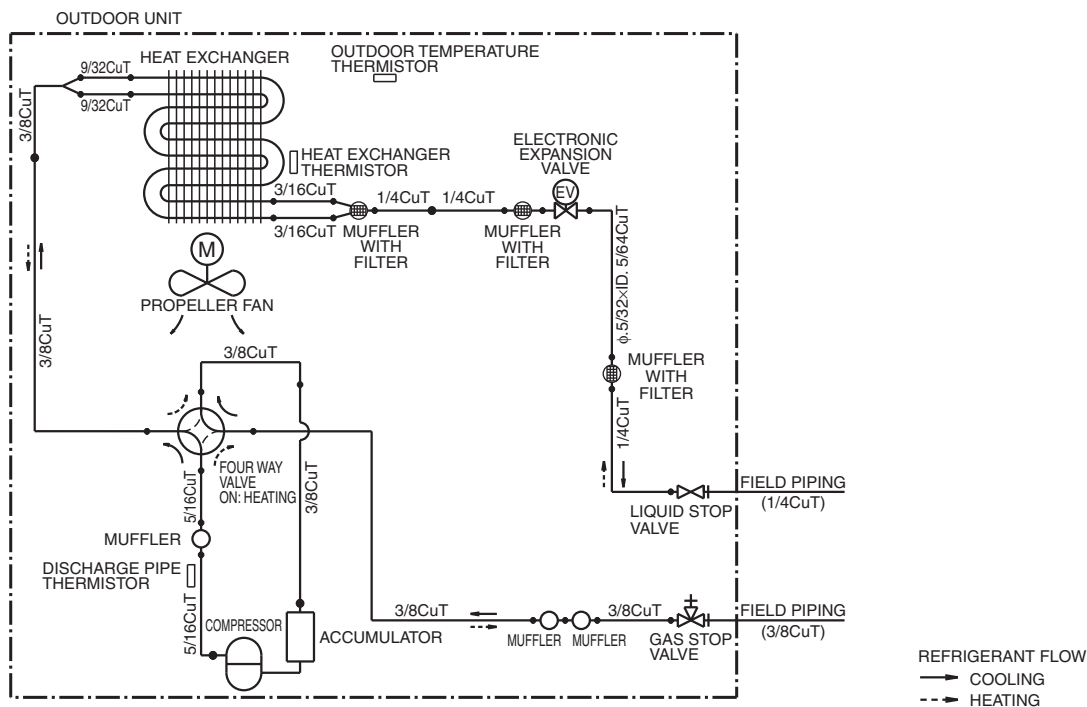 OUTDOOR UNIT
HEAT EXCHANGER
OUTDOOR TEMPERATURE
THERMISTOR
9/32CuT
9/32CuT
3/8CuT
HEAT EXCHANGER
THERMISTOR
ELECTRONIC
EXPANSION
VALVE
EV
3/16CuT
3/16CuT
1/4CuT
1/4CuT
MUFFLER
WITH
FILTER
MUFFLER
WITH
FILTER
M
PROPELLER FAN
ϕ.5/32×ID. 5/64CuT
3/8CuT
3/8CuT
MUFFLER
WITH
FILTER
1/4CuT
FOUR WAY
VALVE
ON: HEATING
5/16CuT
3/8CuT
FIELD PIPING
(1/4CuT)
LIQUID STOP
VALVE
MUFFLER
DISCHARGE PIPE
THERMISTOR
5/16CuT
COMPRESSOR
ACCUMULATOR
3/8CuT
MUFFLER
MUFFLER
3/8CuT
GAS STOP
VALVE
FIELD PIPING
(3/8CuT)
REFRIGERANT FLOW
COOLING
HEATING